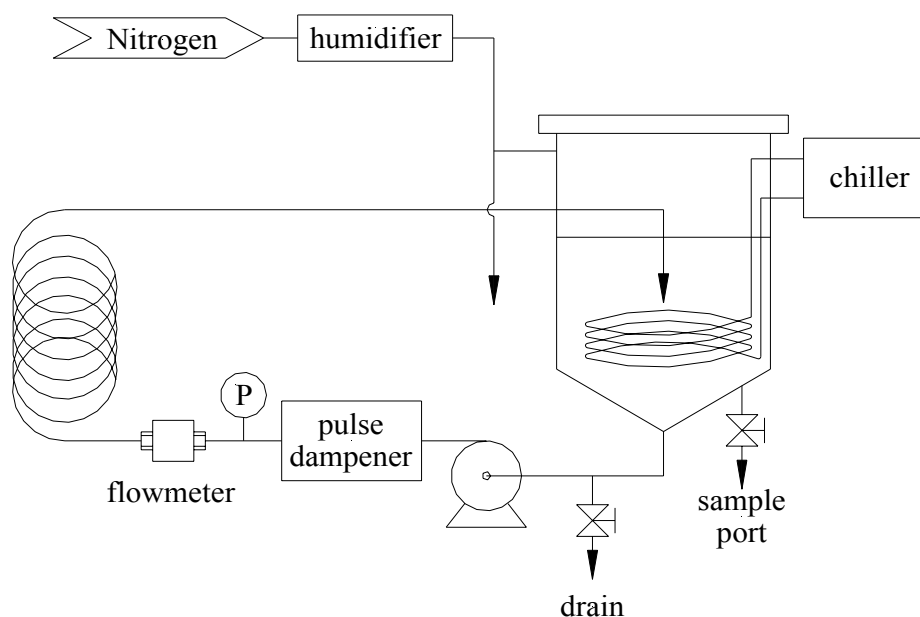 Nitrogen
humidifier
chiller
P
pulse
dampener
flowmeter
sample
port
drain